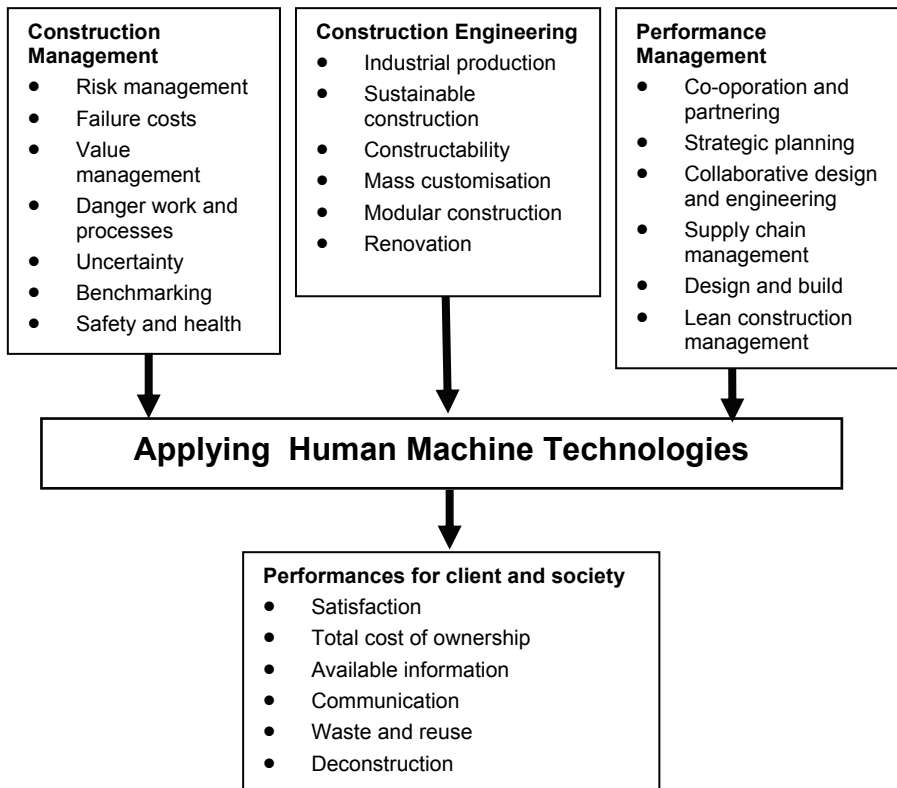 Construction
Management
● Risk management
● Failure costs
● Value
management
● Danger work and
processes
● Uncertainty
● Benchmarking
● Safety and health
Construction Engineering
● Industrial production
● Sustainable
construction
● Constructability
● Mass customisation
● Modular construction
● Renovation
Performance
Management
● Co-oporation and
partnering
● Strategic planning
● Collaborative design
and engineering
● Supply chain
management
● Design and build
● Lean construction
management
Applying Human Machine Technologies
Performances for client and society
● Satisfaction
● Total cost of ownership
● Available information
● Communication
● Waste and reuse
● Deconstruction